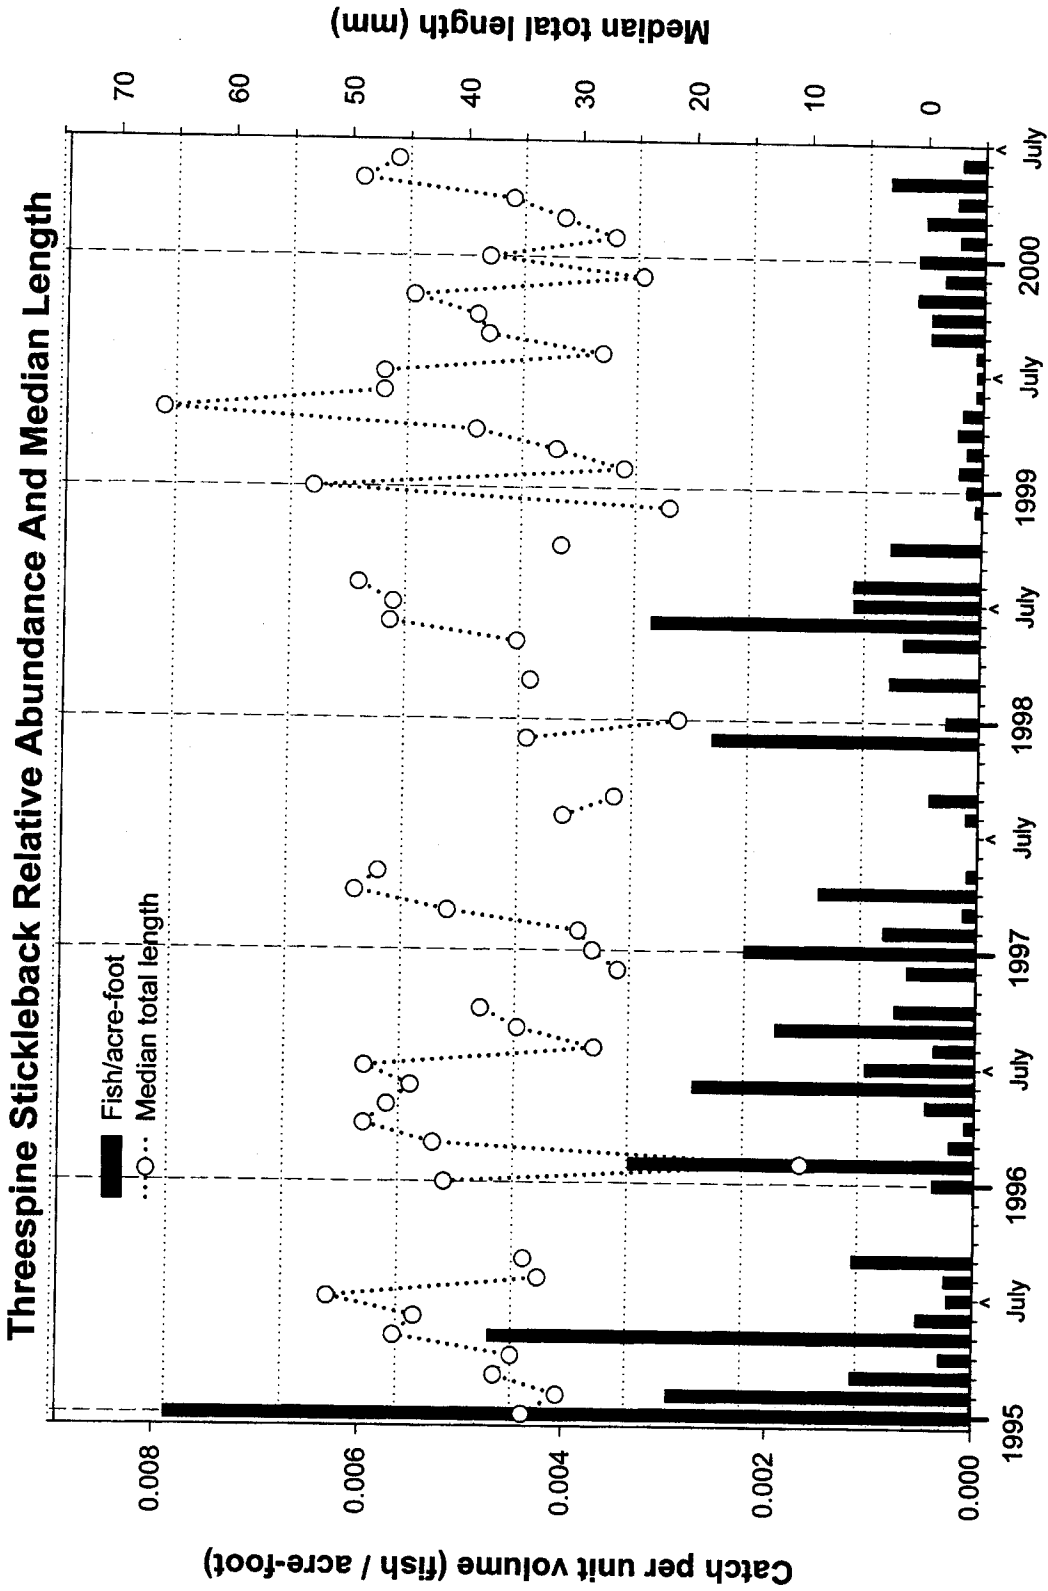 Threespine Stickleback Relative Abundance And Median Length
Fish/acre-foot
Median total length
Catch per unit volume (fish / acre-foot)
0.008
0.006
0.004
0.002
0.000
Median total length (mm)
70
60
50
40
30
20
10
0
1995
July
1996
July
1997
July
1998
July
1999
July
2000
July